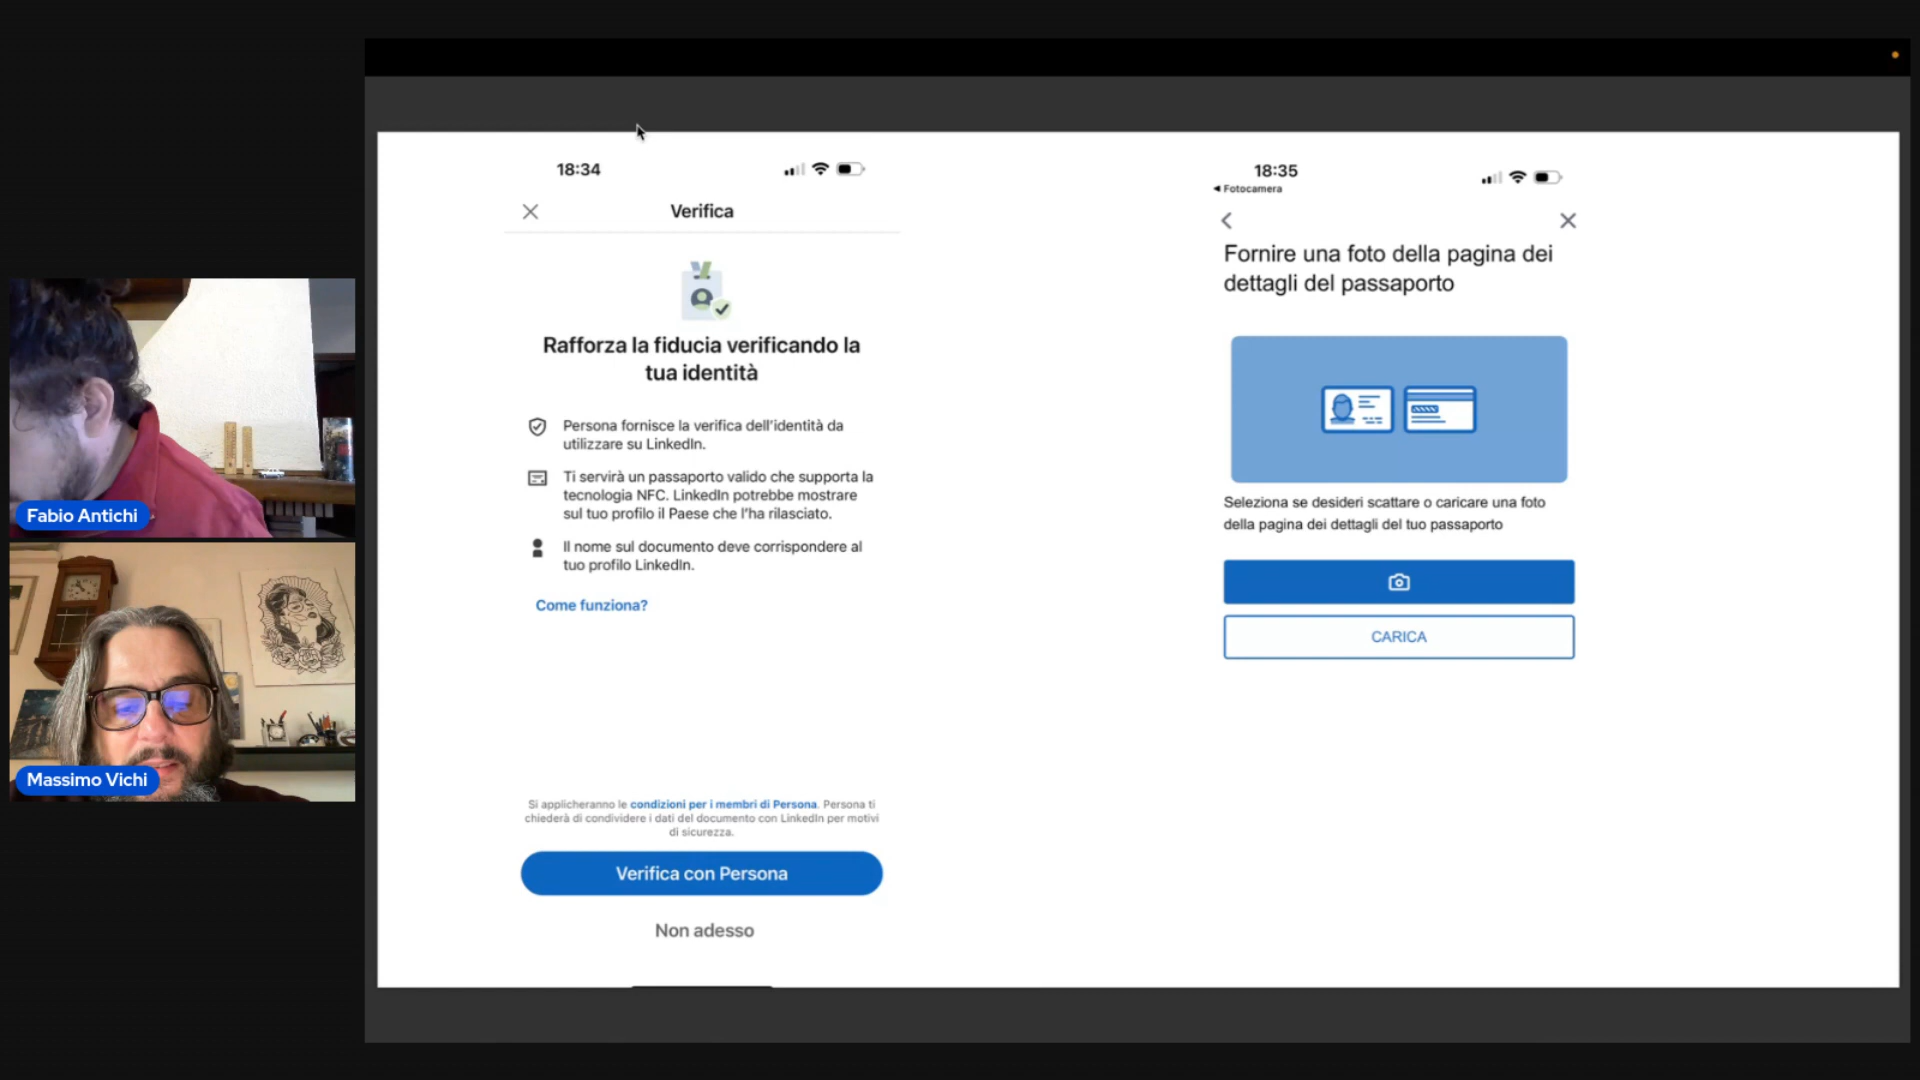 Fabio Antichi
Massimo Vichi
18:34
Verifica
Rafforza la fiducia verificando la
tua identità
Persona fornisce la verifica dell'identità da
utilizzare su LinkedIn.
Ti servirà un passaporto valido che supporta la
tecnologia NFC. LinkedIn potrebbe mostrare
sul tuo profilo il Paese che l'ha rilasciato.
Il nome sul documento deve corrispondere al
tuo profilo LinkedIn.
Come funziona?
Si applicheranno le condizioni per i membri di Persona. Persona ti
chiederà di condividere i dati del documento con LinkedIn per motivi
di sicurezza.
Verifica con Persona
Non adesso
18:35
Fotocamera
Fornire una foto della pagina dei
dettagli del passaporto
Seleziona se desideri scattare o caricare una foto
della pagina dei dettagli del tuo passaporto
CARICA